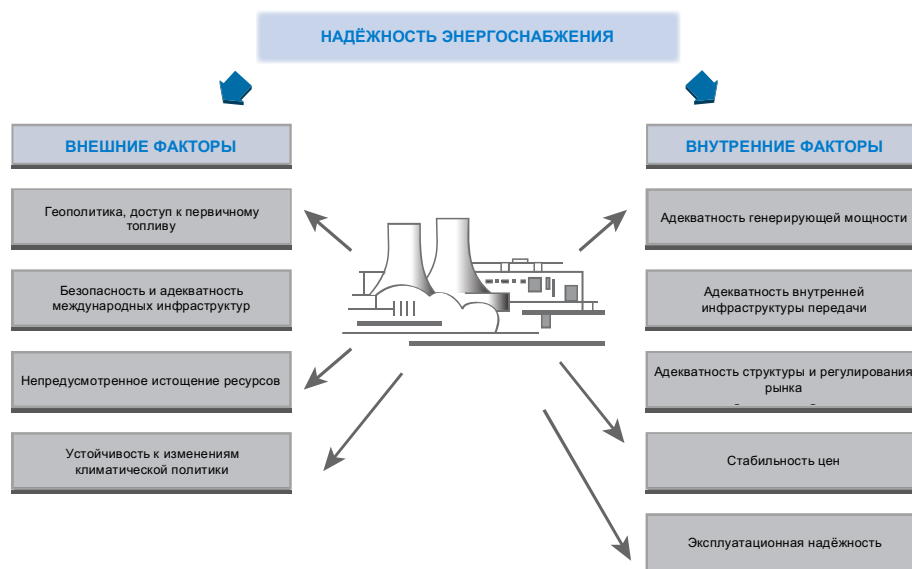 НАДЁЖНОСТЬ ЭНЕРГОСНАБЖЕНИЯ
ВНЕШНИЕ ФАКТОРЫ
Геополитика, доступ к первичному
топливу
Безопасность и адекватность
международных инфраструктур
Непредусмотренное истощение ресурсов
Устойчивость к изменениям
климатической политики
ВНУТРЕННИЕ ФАКТОРЫ
Адекватность генерирующей мощности
Адекватность внутренней
инфраструктуры передачи
Адекватность структуры и регулирования
рынка
Стабильность цен
Эксплуатационная надёжность